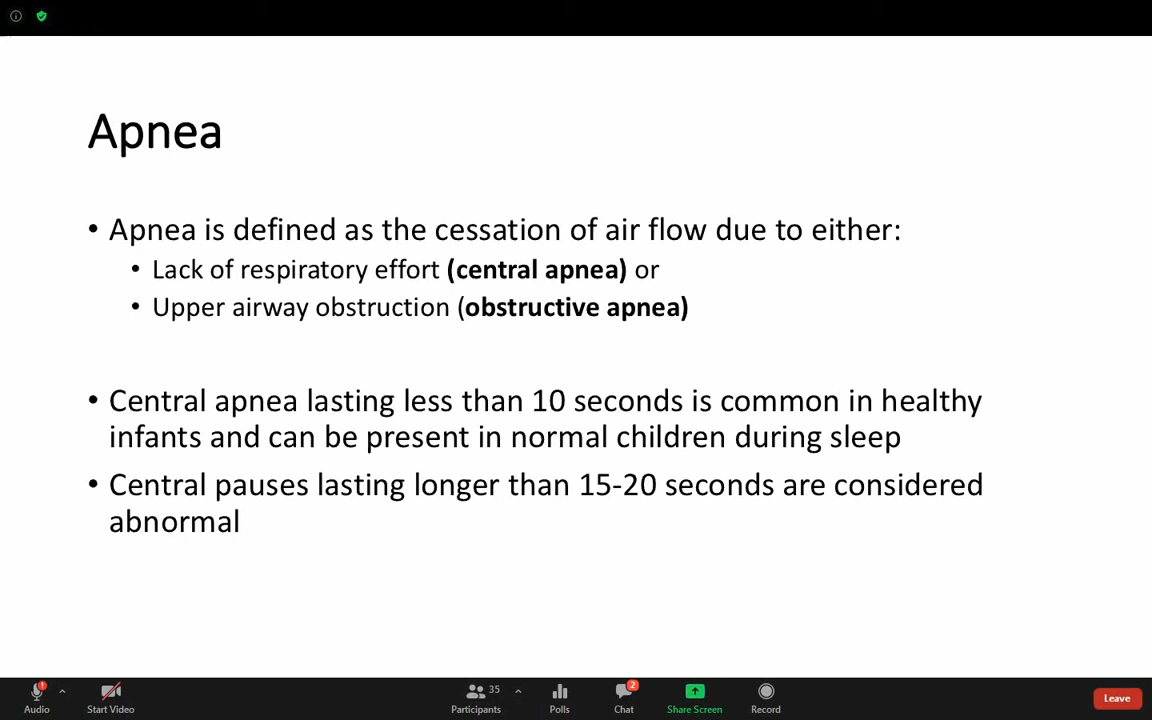 Apnea
• Apnea is defined as the cessation of air flow due to either:
• Lack of respiratory effort (central apnea) or
• Upper airway obstruction (obstructive apnea)
• Central apnea lasting less than 10 seconds is common in healthy
infants and can be present in normal children during sleep
• Central pauses lasting longer than 15-20 seconds are considered
abnormal
Audio
Start Video
35
Participants
Polls
2
Chat
Share Screen
Record
Leave